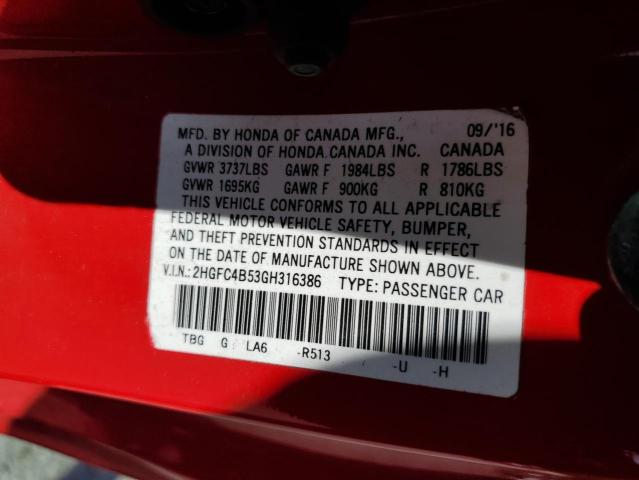 MFD. BY HONDA OF CANADA MFG., 09/'16
A DIVISION OF HONDA CANADA INC. CANADA
GVWR 3737LBS GAWR F 1984LBS R 1786LBS
GVWR 1695KG GAWR F 900KG R 810KG
THIS VEHICLE CONFORMS TO ALL APPLICABLE
FEDERAL MOTOR VEHICLE SAFETY, BUMPER,
AND THEFT PREVENTION STANDARDS IN EFFECT
ON THE DATE OF MANUFACTURE SHOWN ABOVE.
V.I.N.: 2HGFC4B53GH316386 TYPE: PASSENGER CAR
TBG G LA6 -R513 -U -H